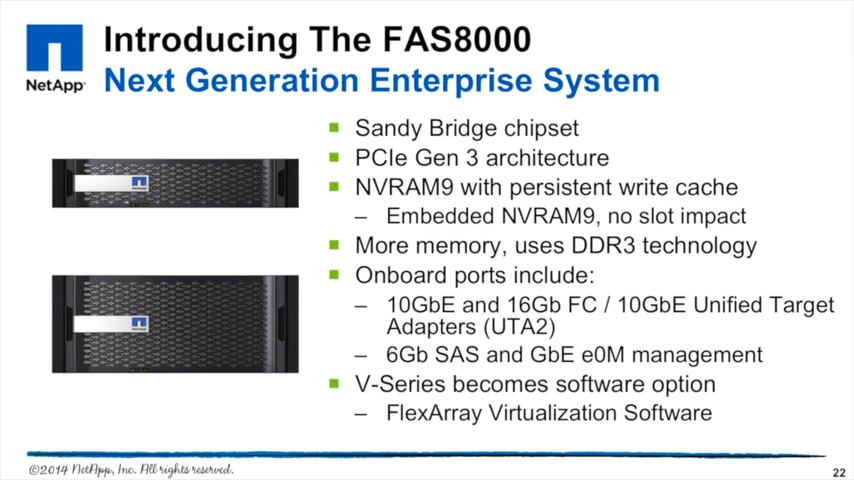 Introducing The FAS8000
NetApp®
Next Generation Enterprise System
■ Sandy Bridge chipset
■ PCIe Gen 3 architecture
■ NVRAM9 with persistent write cache
– Embedded NVRAM9, no slot impact
■ More memory, uses DDR3 technology
■ Onboard ports include:
– 10GbE and 16Gb FC / 10GbE Unified Target
Adapters (UTA2)
– 6Gb SAS and GbE e0M management
■ V-Series becomes software option
– FlexArray Virtualization Software
©2014 NetApp, Inc. All rights reserved.
22